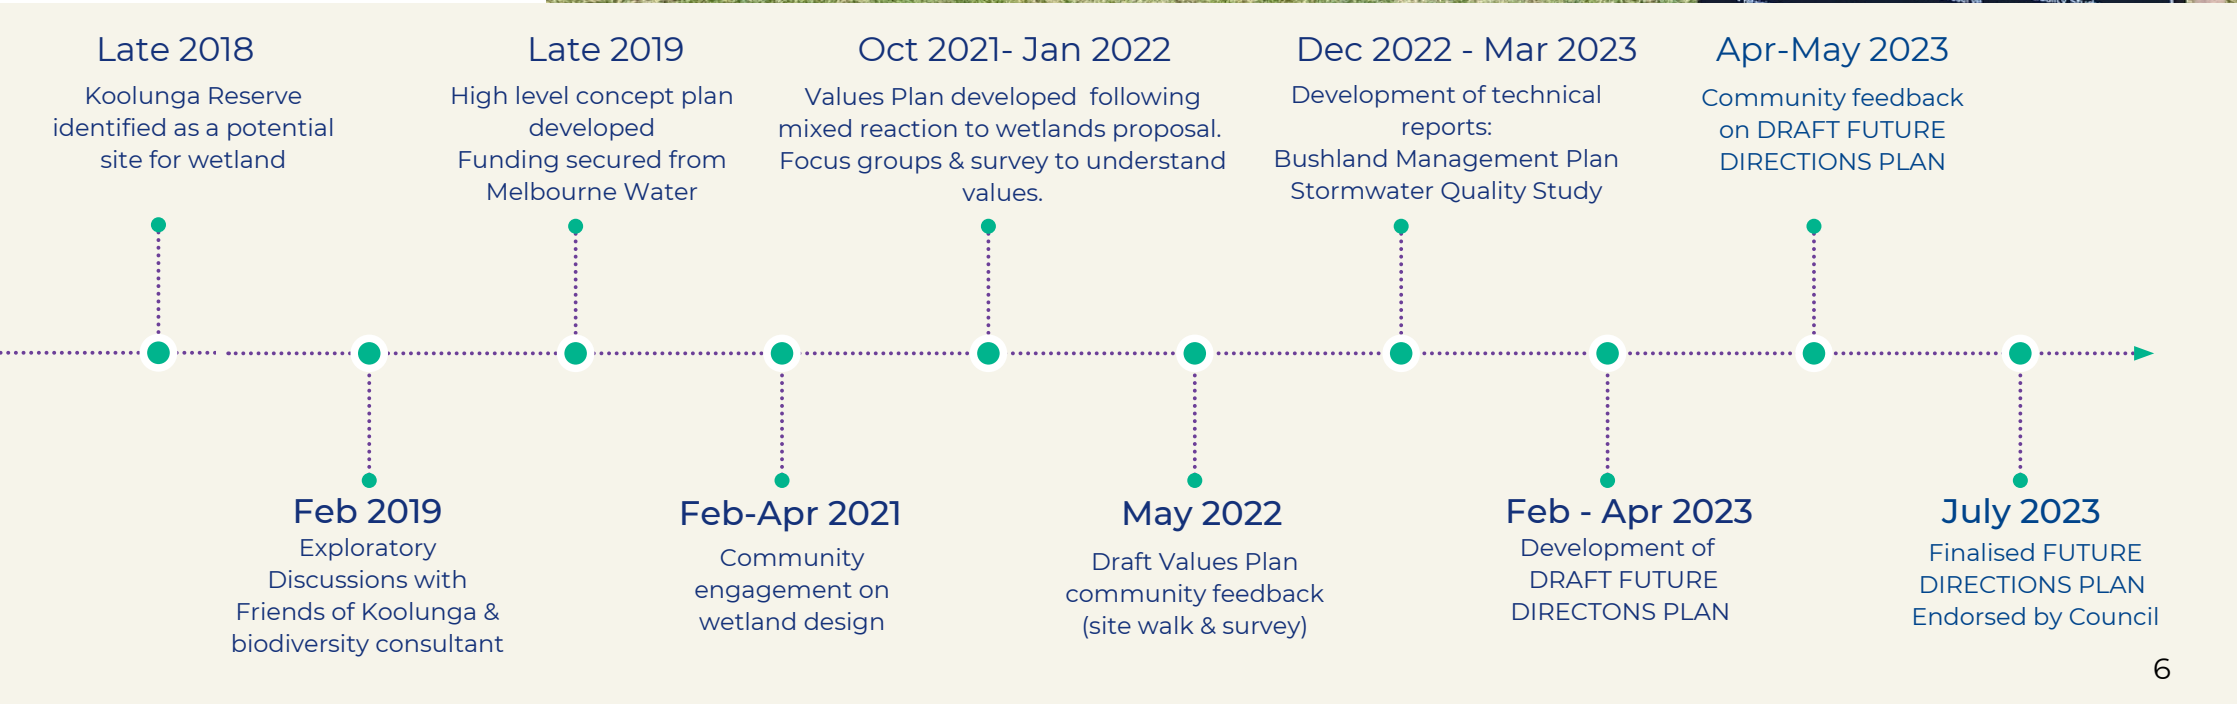 Late 2018
Koolunga Reserve
identified as a potential
site for wetland
Feb 2019
Exploratory
Discussions with
Friends of Koolunga &
biodiversity consultant
Late 2019
High level concept plan
developed
Funding secured from
Melbourne Water
Feb-Apr 2021
Community
engagement on
wetland design
Oct 2021- Jan 2022
Values Plan developed  following
mixed reaction to wetlands proposal.
Focus groups & survey to understand
values.
May 2022
Draft Values Plan
community feedback
(site walk & survey)
Dec 2022 - Mar 2023
Development of technical
reports:
Bushland Management Plan
Stormwater Quality Study
Feb - Apr 2023
Development of
DRAFT FUTURE
DIRECTONS PLAN
Apr-May 2023
Community feedback
on DRAFT FUTURE
DIRECTIONS PLAN
July 2023
Finalised FUTURE
DIRECTIONS PLAN
Endorsed by Council
6